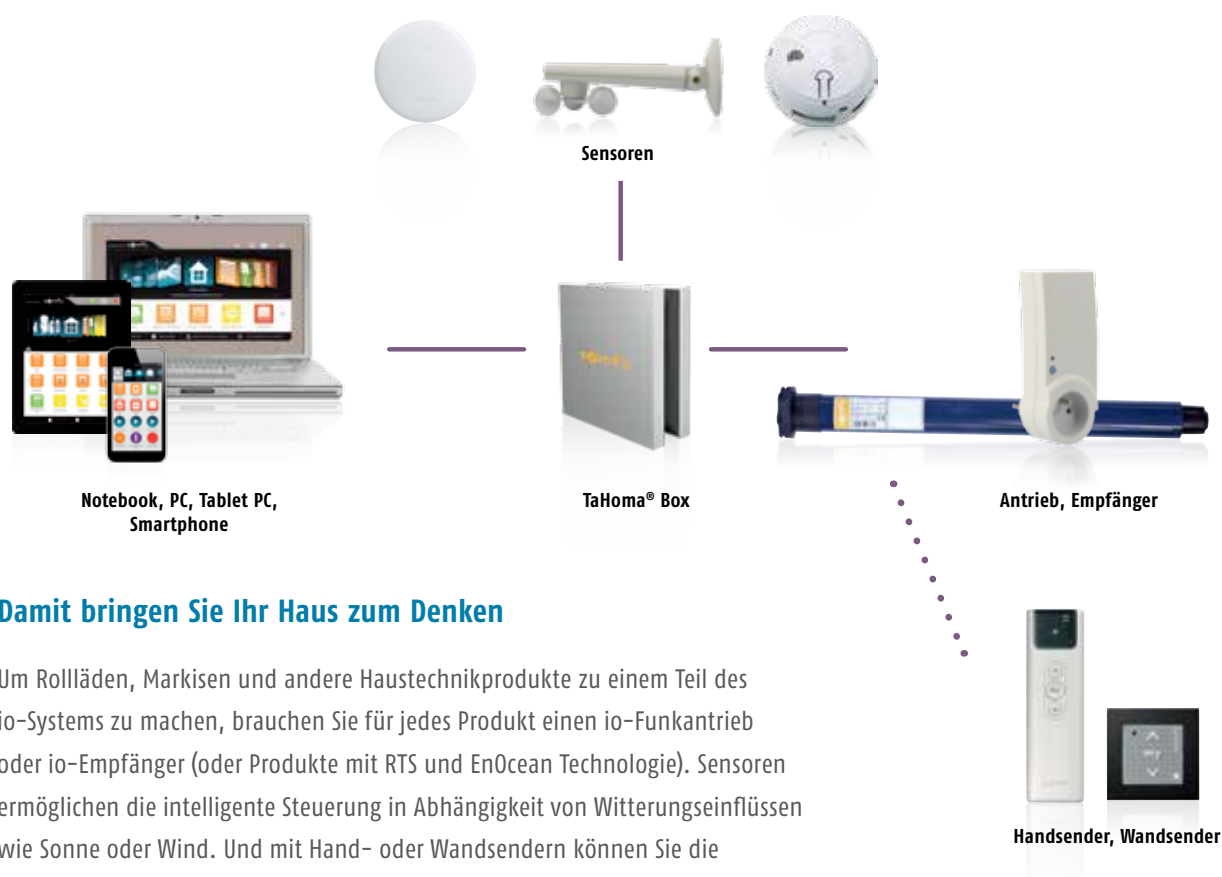 Sensoren
Notebook, PC, Tablet PC,
Smartphone
TaHoma® Box
Antrieb, Empfänger
Damit bringen Sie Ihr Haus zum Denken
Um Rollläden, Markisen und andere Haustechnikprodukte zu einem Teil des
io-Systems zu machen, brauchen Sie für jedes Produkt einen io-Funkantrieb
oder io-Empfänger (oder Produkte mit RTS und EnOcean Technologie). Sensoren
ermöglichen die intelligente Steuerung in Abhängigkeit von Witterungseinflüssen
wie Sonne oder Wind. Und mit Hand- oder Wandsendern können Sie die
Handsender, Wandsender